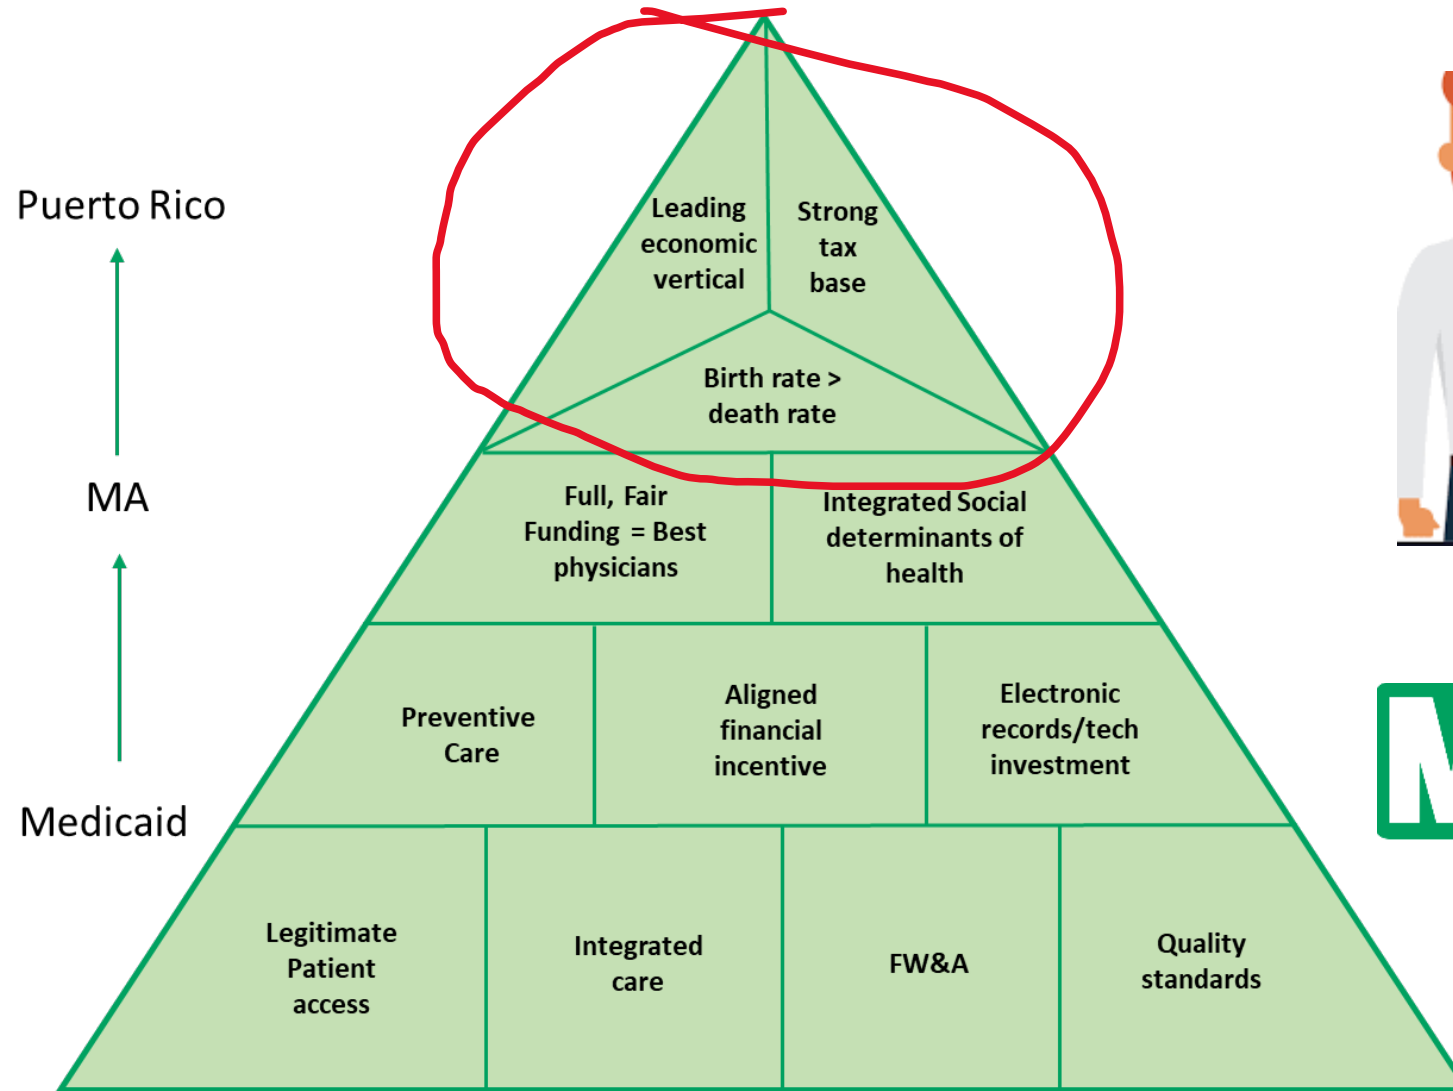 Puerto Rico
MA
Medicaid
Leading
economic
vertical
Strong
tax
base
Birth rate >
death rate
Full, Fair
Funding = Best
physicians
Integrated Social
determinants of
health
Preventive
Care
Aligned
financial
incentive
Electronic
records/tech
investment
Legitimate
Patient
access
Integrated
care
FW&A
Quality
standards